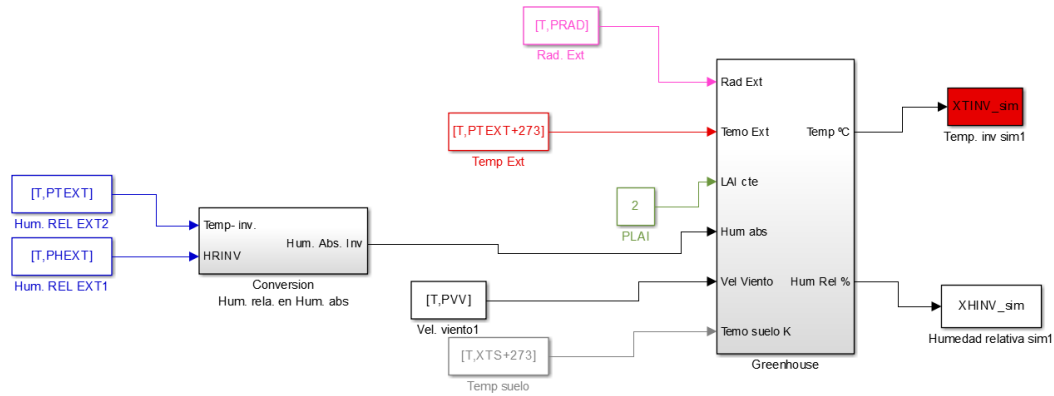 [T,PRAD]
Rad. Ext
[T,PTEXT+273]
Temp Ext
2
PLAI
[T,PTEXT]
Hum. REL EXT2
[T,PHEXT]
Hum. REL EXT1
Temp- inv.
HRINV
Hum. Abs. Inv
Conversion
Hum. rela. en Hum. abs
[T,PVV]
Vel. viento1
[T,XTS+273]
Temp suelo
Rad Ext
Temo Ext
LAI cte
Hum abs
Vel Viento
Temo suelo K
Temp ºC
Hum Rel %
Greenhouse
XTINV_sim
Temp. inv sim1
XHINV_sim
Humedad relativa sim1